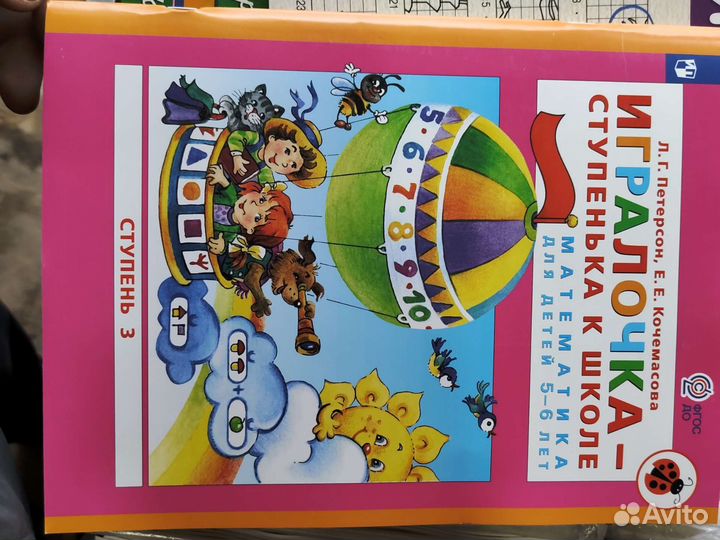 Л. Г. Петерсон, Е. Е. Кочемасова
ИГРАЛОЧКА –
СТУПЕНЬКА К ШКОЛЕ
МАТЕМАТИКА
ДЛЯ ДЕТЕЙ 5–6 ЛЕТ
ФГОС
ДО
5·6·7·8·9·10·
СТУПЕНЬ 3
23
Avito